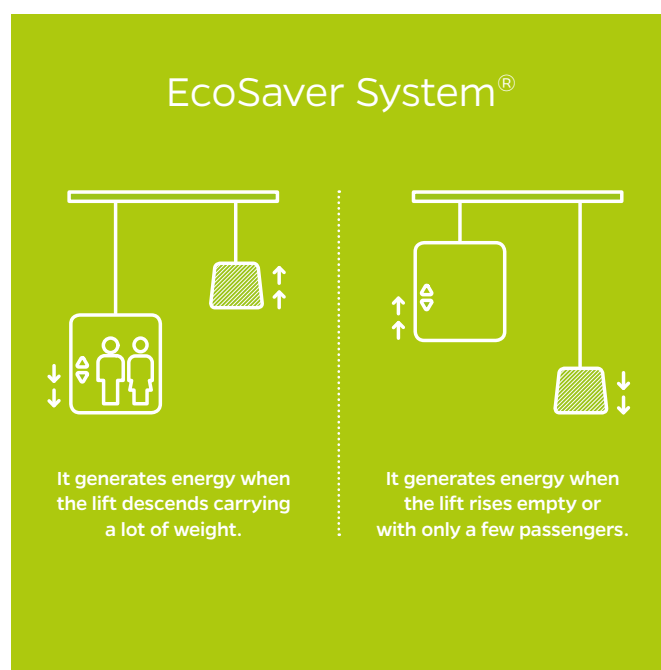 EcoSaver System®
It generates energy when
the lift descends carrying
a lot of weight.
It generates energy when
the lift rises empty or
with only a few passengers.